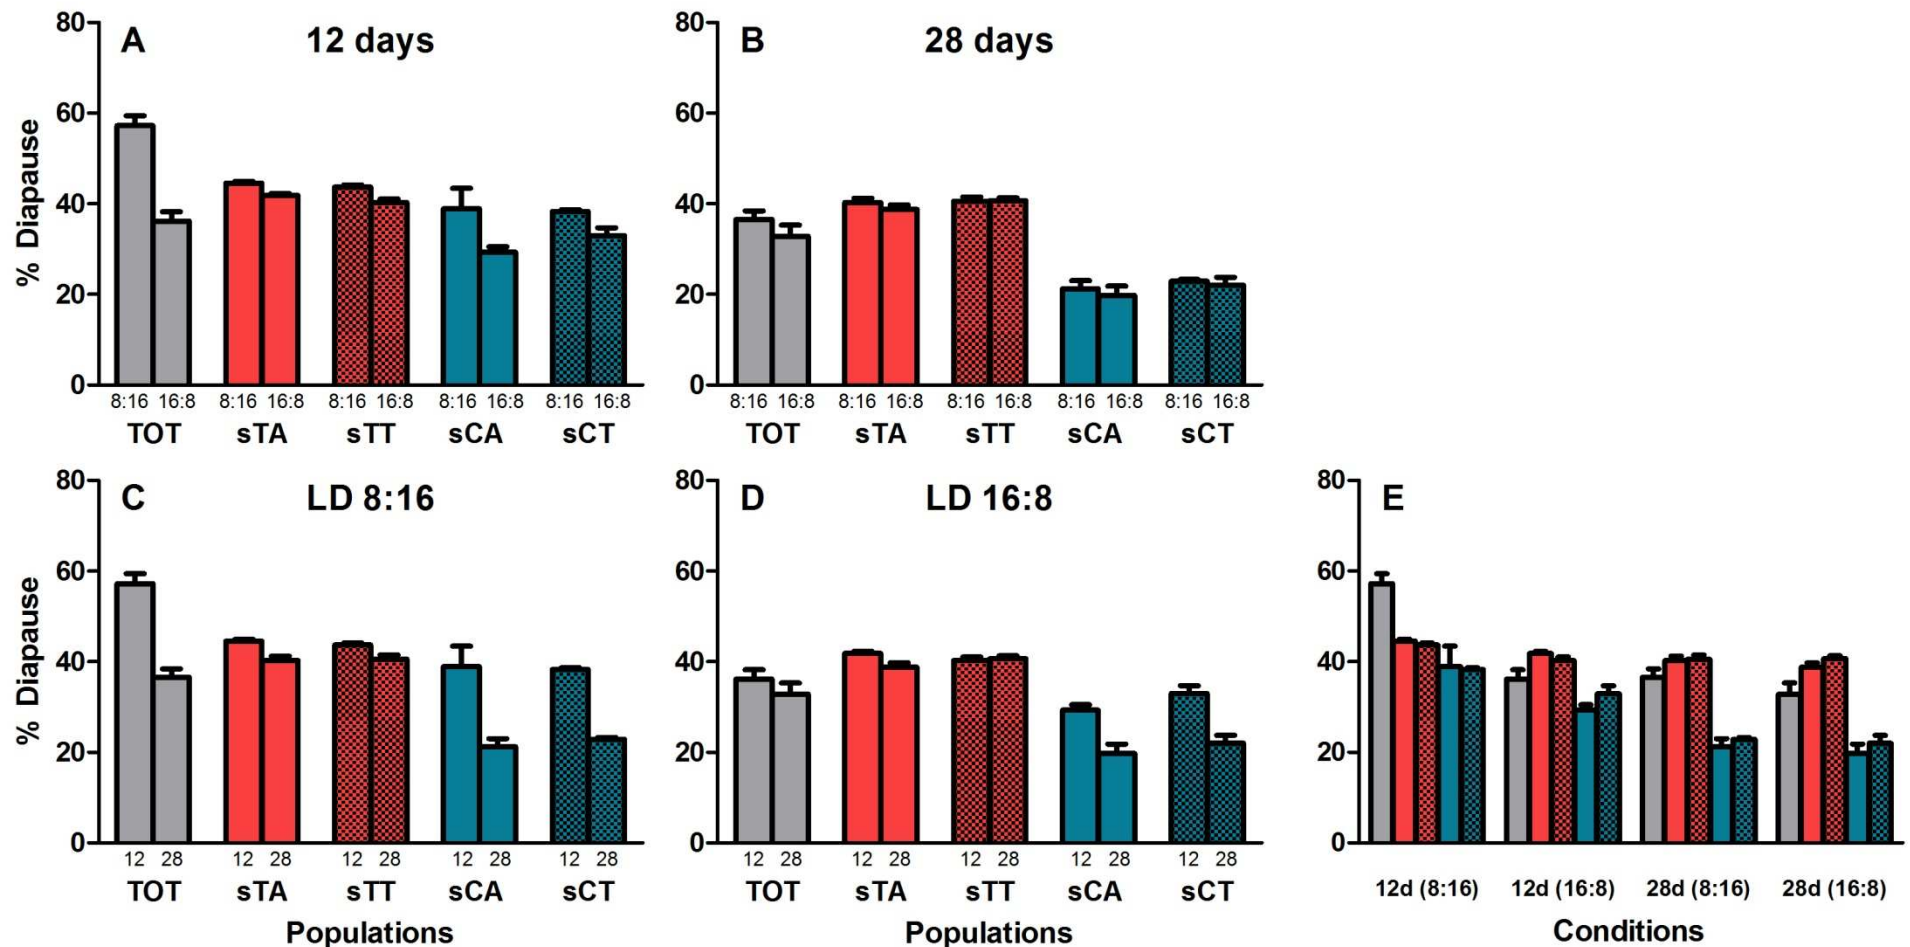 A 12 days
80
60
40
20
0
% Diapause
8:16 16:8 8:16 16:8 8:16 16:8 8:16 16:8 8:16 16:8
TOT sTA sTT sCA sCT
B 28 days
80
60
40
20
0
8:16 16:8 8:16 16:8 8:16 16:8 8:16 16:8 8:16 16:8
TOT sTA sTT sCA sCT
C LD 8:16
80
60
40
20
0
% Diapause
12 28 12 28 12 28 12 28 12 28
TOT sTA sTT sCA sCT
Populations
D LD 16:8
80
60
40
20
0
12 28 12 28 12 28 12 28 12 28
TOT sTA sTT sCA sCT
Populations
E
80
60
40
20
0
12d (8:16) 12d (16:8) 28d (8:16) 28d (16:8)
Conditions